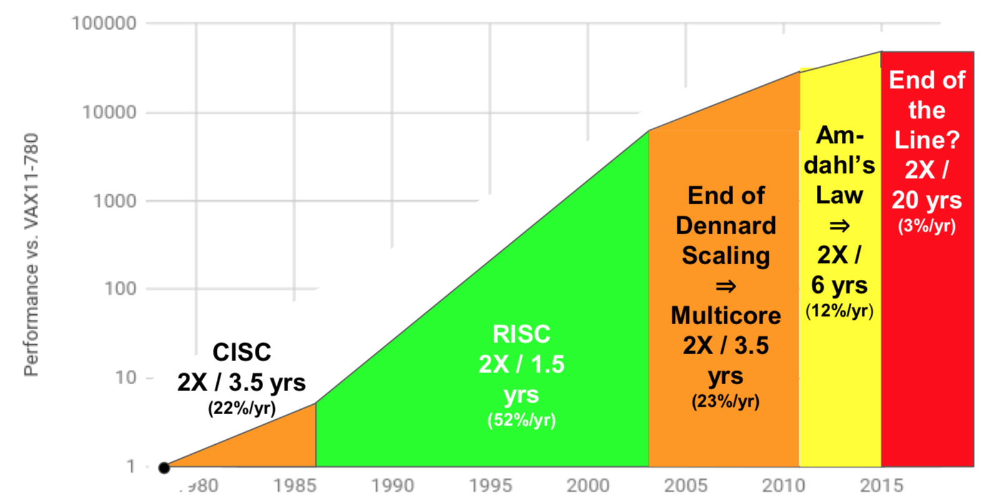 100000
10000
1000
100
10
1
Performance vs. VAX11-780
CISC
2X / 3.5 yrs
(22%/yr)
RISC
2X / 1.5
yrs
(52%/yr)
End of
Dennard
Scaling
⇒
Multicore
2X / 3.5
yrs
(23%/yr)
Am-
dahl’s
Law
⇒
2X /
6 yrs
(12%/yr)
End of
the
Line?
2X /
20 yrs
(3%/yr)
1985 1990 1995 2000 2005 2010 2015